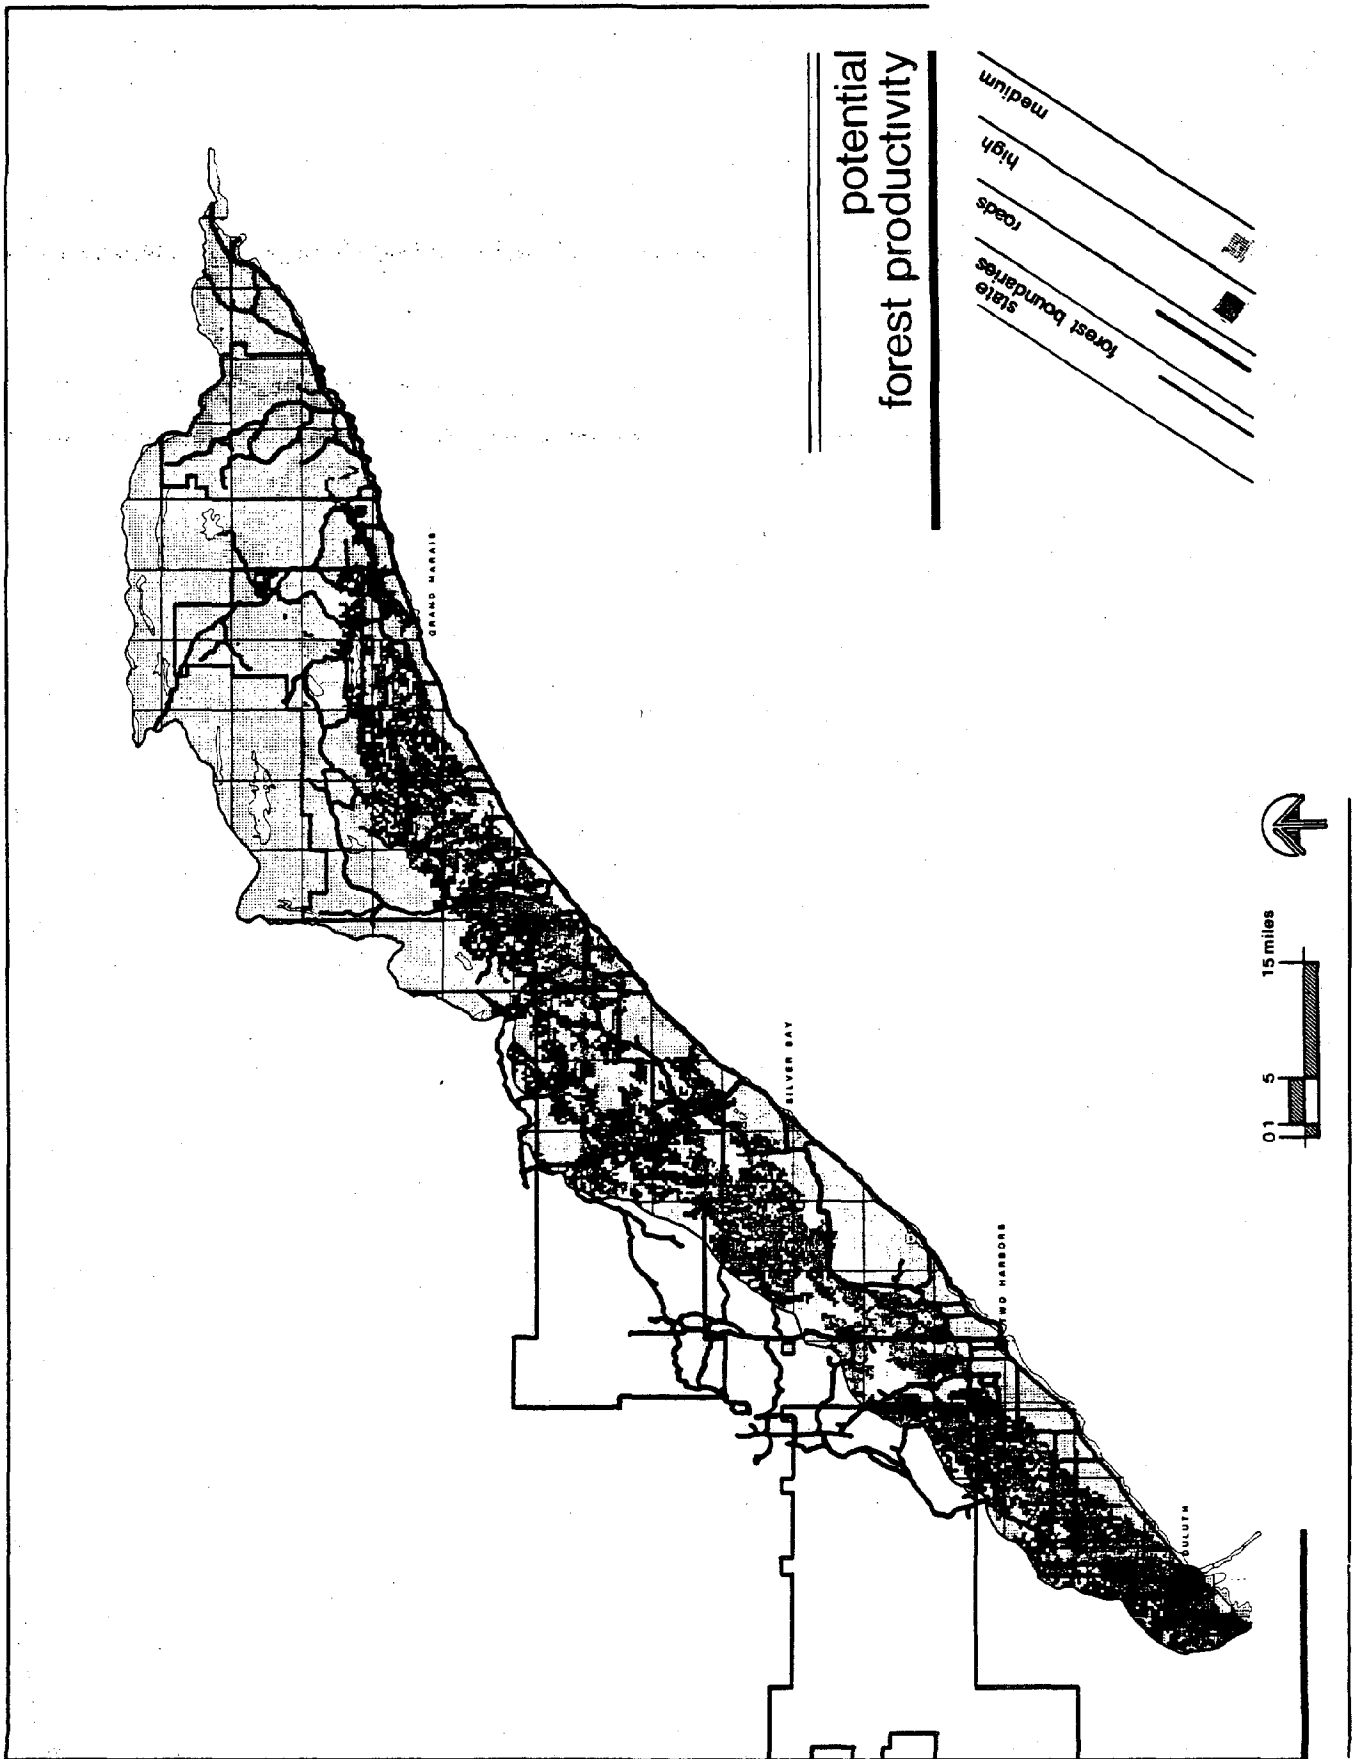 potential
forest productivity
medium
high
roads
state
forest boundaries
GRAND MARAIS
SILVER BAY
TWO HARBORS
DULUTH
0 1 5 15 miles